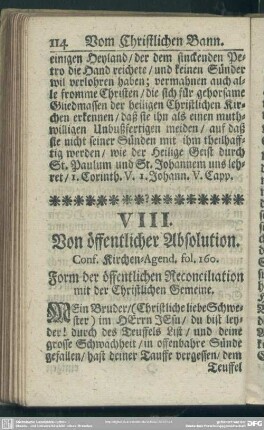 114. Vom Christlichen Bann.
einigen Heyland/ der dem sinckenden Pe-
tro die Hand reichete/ und keinen Sünder
wil verlohren haben; vermahnen auch al-
le fromme Christen/ die sich für gehorsame
Gliedmassen der heiligen Christlichen Kir-
chen erkennen/ daß sie ihn als einen muth-
willigen Unbußfertigen meiden/ auf daß
sie nicht seiner Sünden mit ihm theilhaff-
tig werden/ wie der Heilige Geist durch
St. Paulum und St. Johannem uns leh-
ret/ 1. Corinth. V. 1. Johann. V. Capp.
VIII.
Von öffentlicher Absolution.
Conf. Kirchen-Agend, fol. 160.
Form der öffentlichen Reconciliation
mit der Christlichen Gemeine.
MEin Bruder/ (Christliche liebe Schwe-
ster) im HErrn JEsu/ du bist ley-
der! durch des Teuffels List/ und deine
grosse Schwachheit/ in offenbahre Sünde
gefallen/ hast deiner Tauffe vergessen/ dem
Teuffel